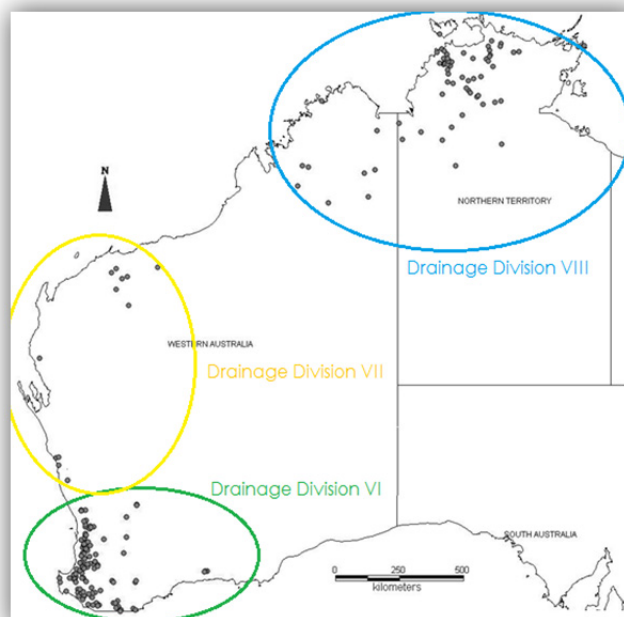 N
NORTHERN TERRITORY
Drainage Division VIII
WESTERN AUSTRALIA
Drainage Division VII
Drainage Division VI
SOUTH AUSTRALIA
0 250 500
kilometers